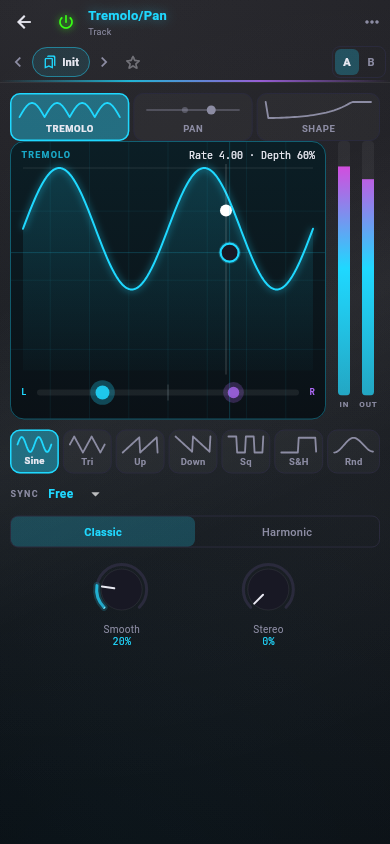 Tremolo/Pan
Track
Init
A B
TREMOLO PAN SHAPE
TREMOLO Rate 4.00 · Depth 60%
L R
IN OUT
Sine Tri Up Down Sq S&H Rnd
SYNC Free
Classic Harmonic
Smooth Stereo
20% 0%